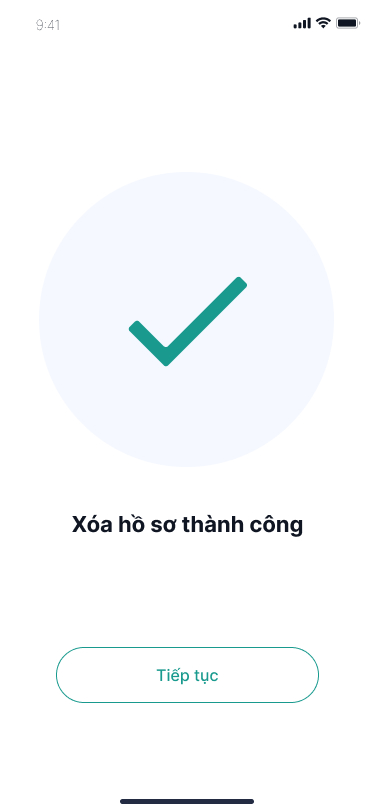 9:41
Xóa hồ sơ thành công
Tiếp tục